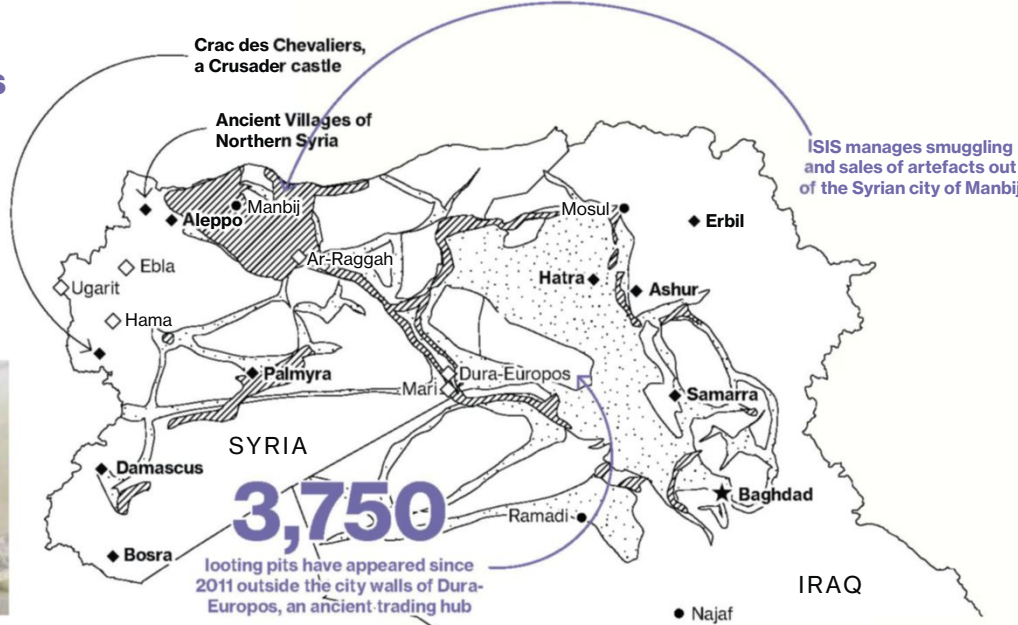 s
Crac des Chevaliers,
a Crusader castle
Ancient Villages of
Northern Syria
ISIS manages smuggling
and sales of artefacts out
of the Syrian city of Manbij
Manbij
Aleppo
Mosul
Erbil
Ebla
Ar-Raggah
Ugarit
Hatra
Ashur
Hama
Palmyra
Dura-Europos
Mari
Samarra
SYRIA
Damascus
3,750
Baghdad
Ramadi
looting pits have appeared since
2011 outside the city walls of Dura-
Europos, an ancient trading hub
Bosra
IRAQ
Najaf